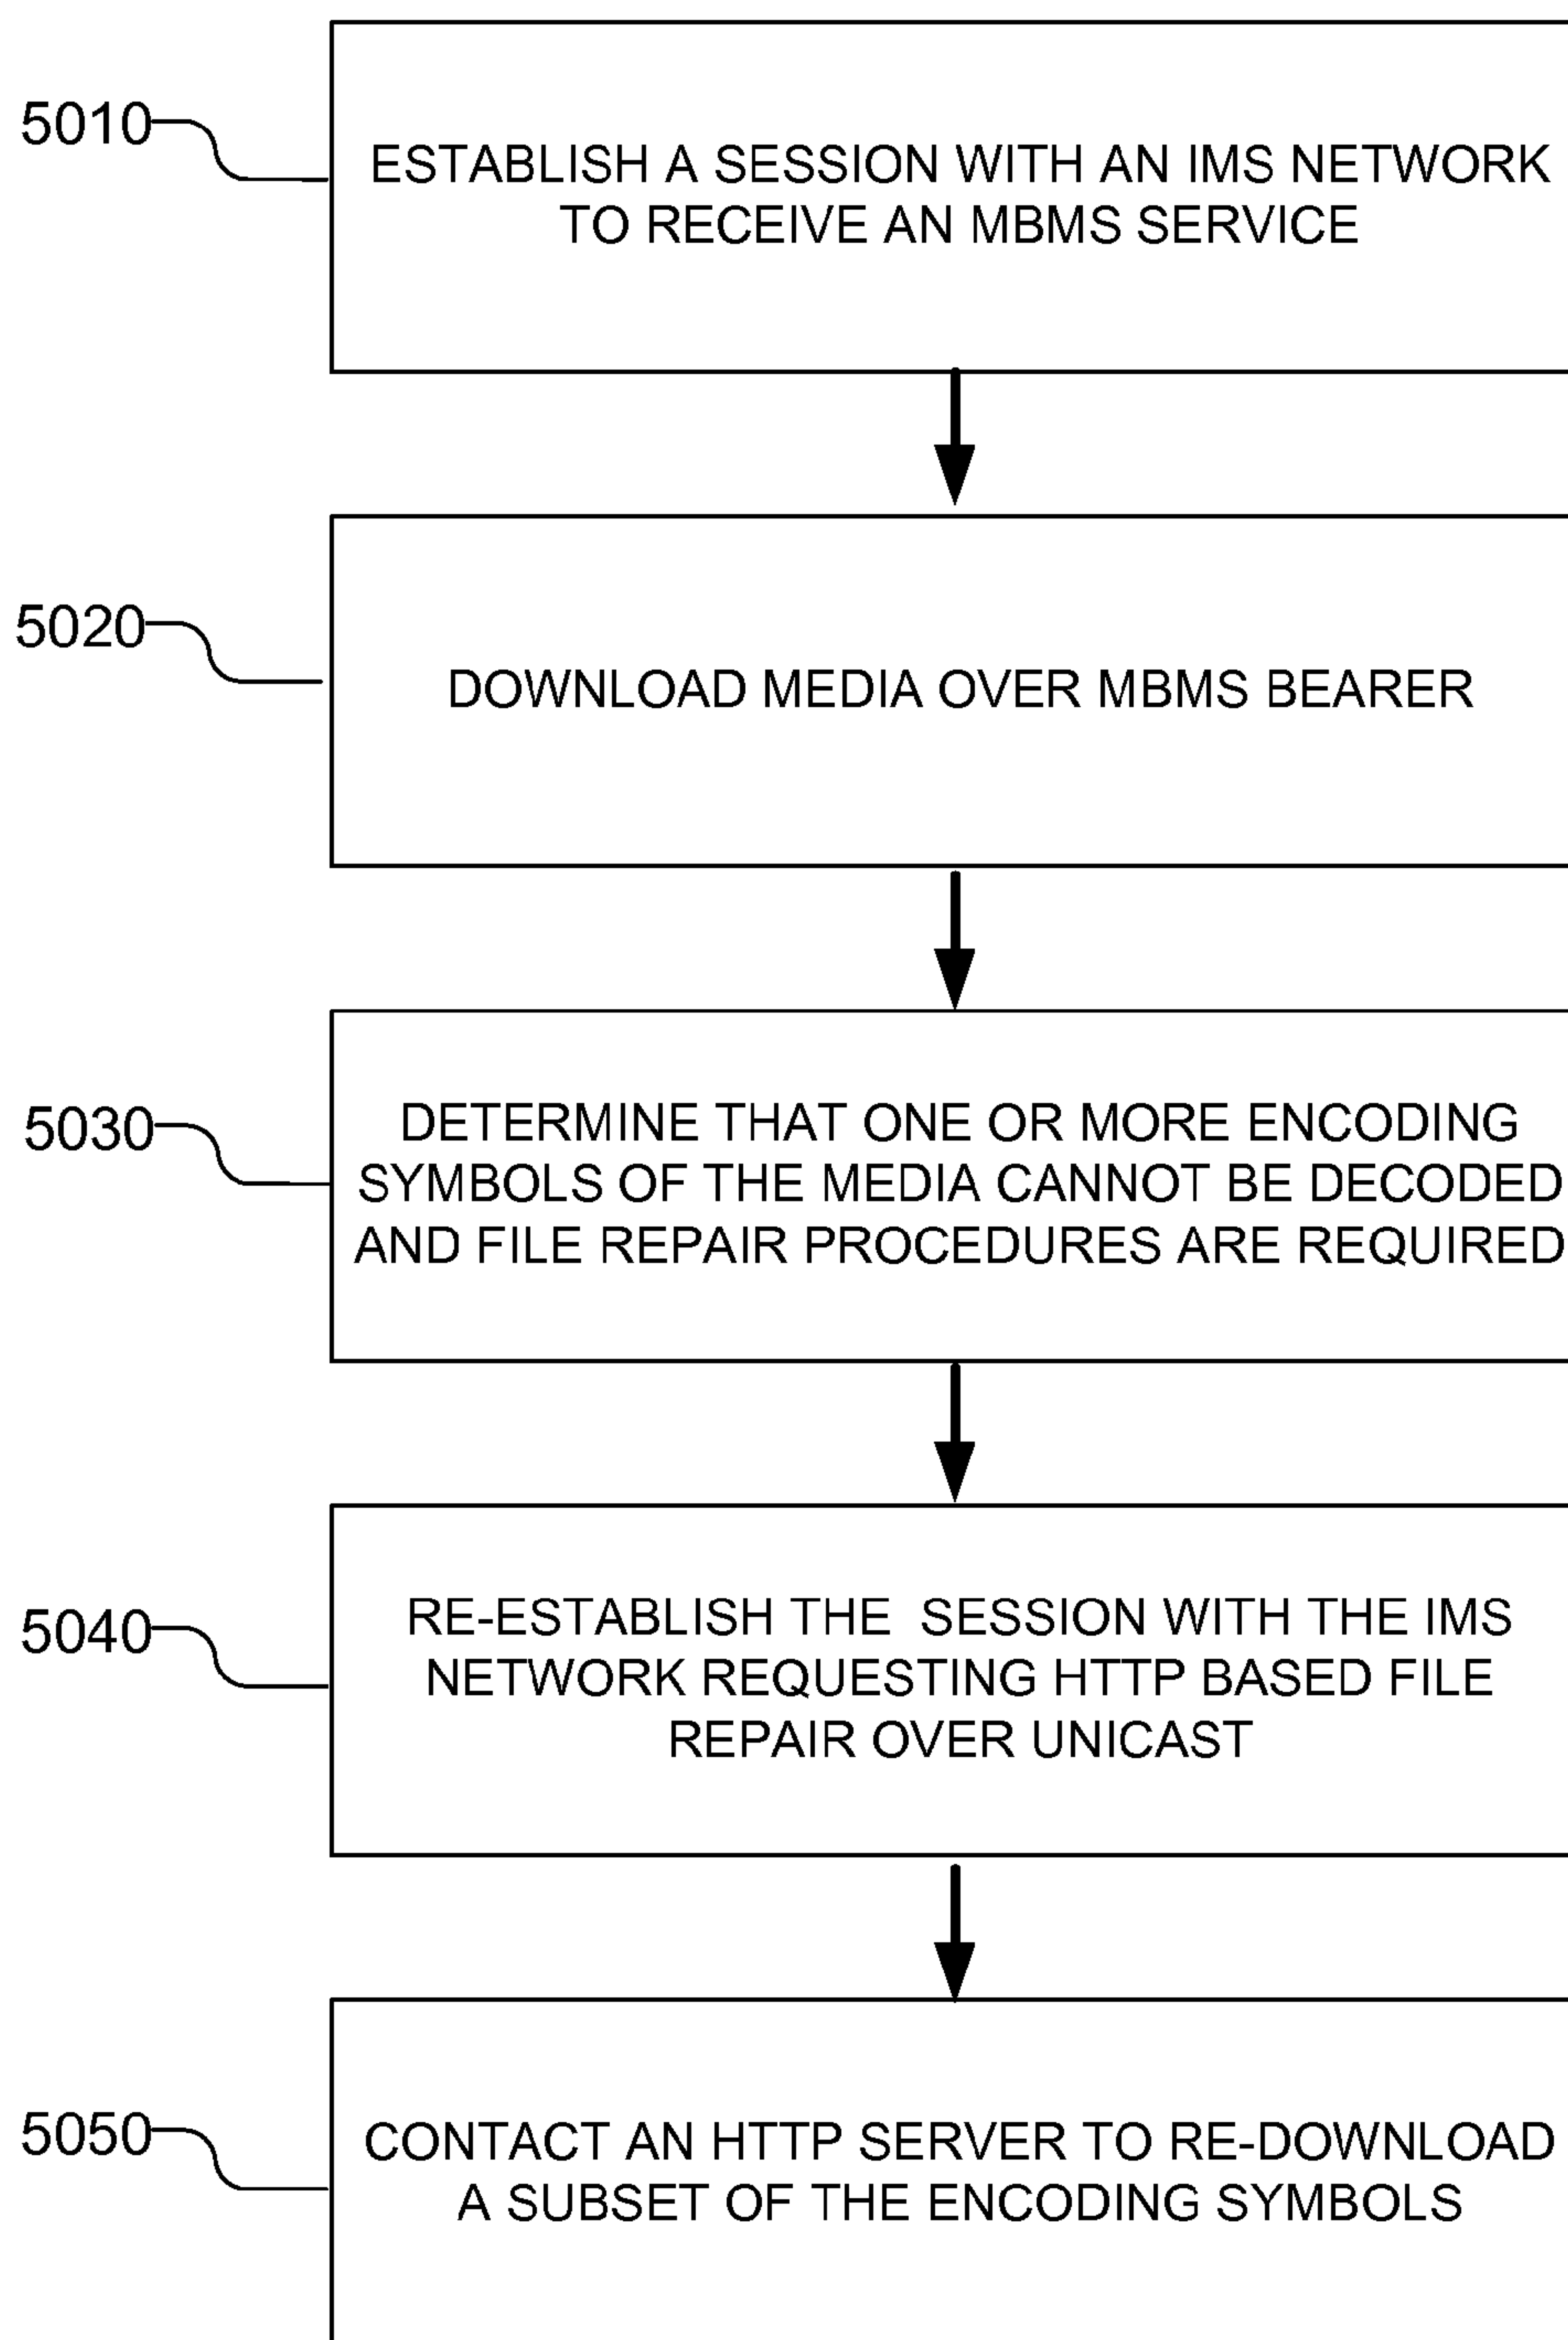 5010
ESTABLISH A SESSION WITH AN IMS NETWORK
TO RECEIVE AN MBMS SERVICE
5020
DOWNLOAD MEDIA OVER MBMS BEARER
5030
DETERMINE THAT ONE OR MORE ENCODING
SYMBOLS OF THE MEDIA CANNOT BE DECODED
AND FILE REPAIR PROCEDURES ARE REQUIRED
5040
RE-ESTABLISH THE SESSION WITH THE IMS
NETWORK REQUESTING HTTP BASED FILE
REPAIR OVER UNICAST
5050
CONTACT AN HTTP SERVER TO RE-DOWNLOAD
A SUBSET OF THE ENCODING SYMBOLS